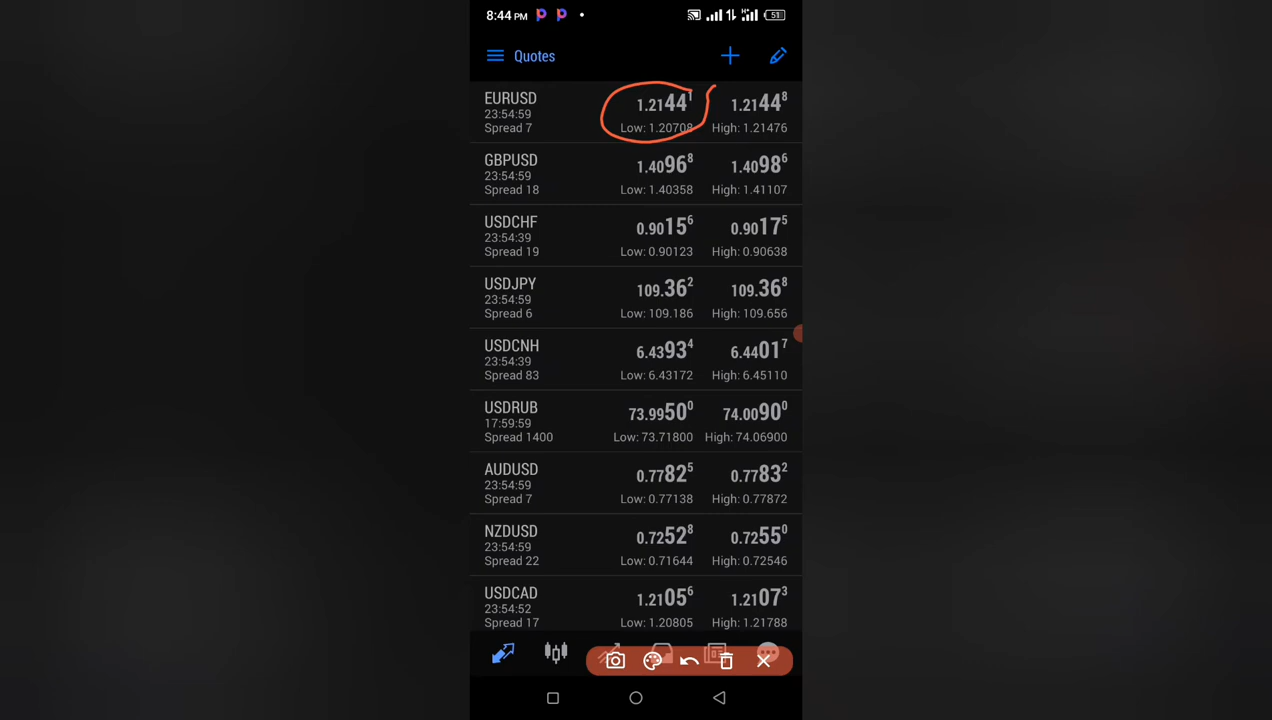 8:44 PM 51
Quotes
EURUSD 1.21441 1.21448
23:54:59
Spread 7 Low: 1.20708 High: 1.21476
GBPUSD 1.40968 1.40986
23:54:59
Spread 18 Low: 1.40358 High: 1.41107
USDCHF 0.90156 0.90175
23:54:39
Spread 19 Low: 0.90123 High: 0.90638
USDJPY 109.362 109.368
23:54:59
Spread 6 Low: 109.186 High: 109.656
USDCNH 6.43934 6.44017
23:54:39
Spread 83 Low: 6.43172 High: 6.45110
USDRUB 73.99500 74.00900
17:59:59
Spread 1400 Low: 73.71800 High: 74.06900
AUDUSD 0.77825 0.77832
23:54:59
Spread 7 Low: 0.77138 High: 0.77872
NZDUSD 0.72528 0.72550
23:54:59
Spread 22 Low: 0.71644 High: 0.72546
USDCAD 1.21056 1.21073
23:54:52
Spread 17 Low: 1.20805 High: 1.21788